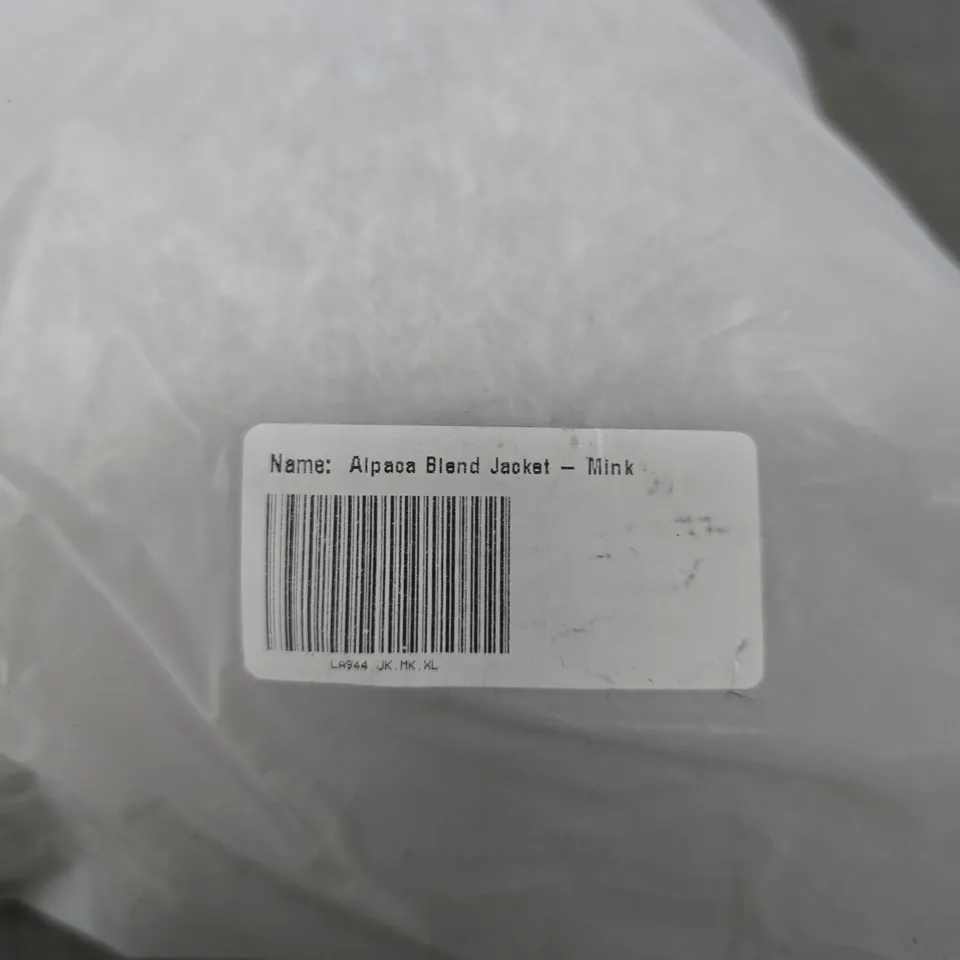 Name: Alpaca Blend Jacket – Mink
LA944.JK.MK.XL